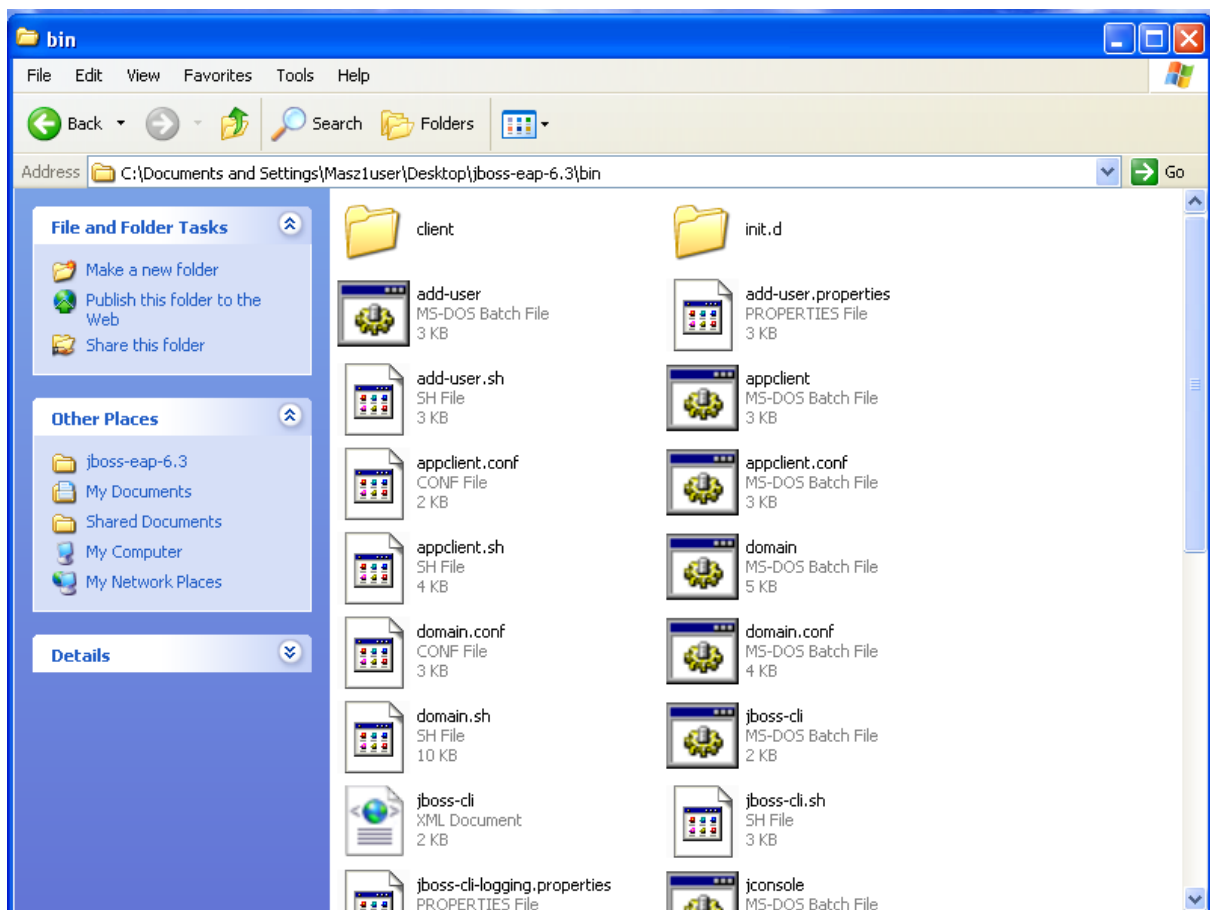 bin
File Edit View Favorites Tools Help
Back Search Folders
Address C:\Documents and Settings\Masz1user\Desktop\jboss-eap-6.3\bin Go
File and Folder Tasks
Make a new folder
Publish this folder to the
Web
Share this folder
Other Places
jboss-eap-6.3
My Documents
Shared Documents
My Computer
My Network Places
Details
client
init.d
add-user
MS-DOS Batch File
3 KB
add-user.properties
PROPERTIES File
3 KB
add-user.sh
SH File
3 KB
appclient
MS-DOS Batch File
3 KB
appclient.conf
CONF File
2 KB
appclient.conf
MS-DOS Batch File
3 KB
appclient.sh
SH File
4 KB
domain
MS-DOS Batch File
5 KB
domain.conf
CONF File
3 KB
domain.conf
MS-DOS Batch File
4 KB
domain.sh
SH File
10 KB
jboss-cli
MS-DOS Batch File
2 KB
jboss-cli
XML Document
2 KB
jboss-cli.sh
SH File
3 KB
jboss-cli-logging.properties
PROPERTIES File
jconsole
MS-DOS Batch File